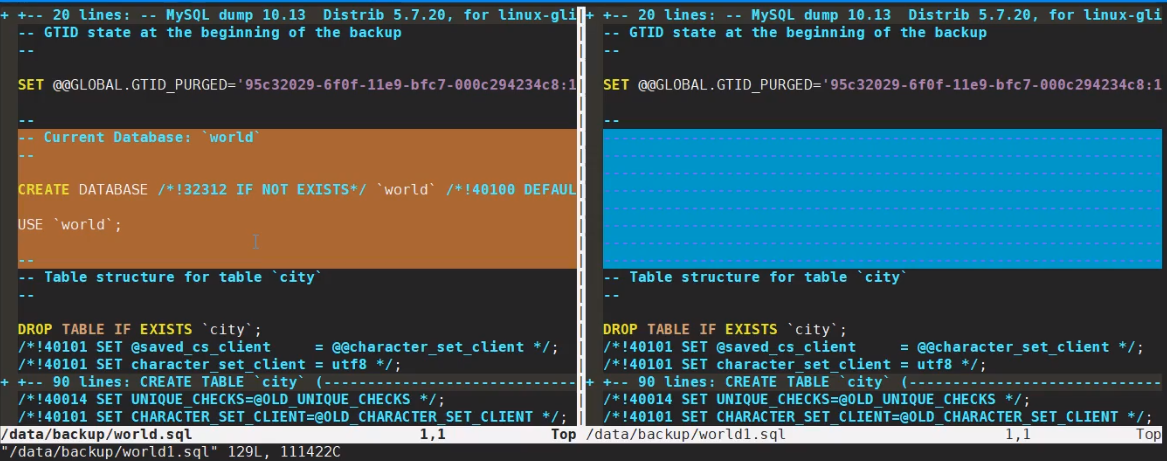 + +-- 20 lines: -- MySQL dump 10.13  Distrib 5.7.20, for linux-gli
-- GTID state at the beginning of the backup
--
SET @@GLOBAL.GTID_PURGED='95c32029-6f0f-11e9-bfc7-000c294234c8:1
--
-- Current Database: `world`
--
CREATE DATABASE /*!32312 IF NOT EXISTS*/ `world` /*!40100 DEFAUL
USE `world`;
--
-- Table structure for table `city`
--
DROP TABLE IF EXISTS `city`;
/*!40101 SET @saved_cs_client     = @@character_set_client */;
/*!40101 SET character_set_client = utf8 */;
+ +-- 90 lines: CREATE TABLE `city` (-----------------------------
/*!40014 SET UNIQUE_CHECKS=@OLD_UNIQUE_CHECKS */;
/*!40101 SET CHARACTER_SET_CLIENT=@OLD_CHARACTER_SET_CLIENT */;
/data/backup/world.sql 1,1 Top
+ +-- 20 lines: -- MySQL dump 10.13  Distrib 5.7.20, for linux-gli
-- GTID state at the beginning of the backup
--
SET @@GLOBAL.GTID_PURGED='95c32029-6f0f-11e9-bfc7-000c294234c8:1
--
-- Table structure for table `city`
--
DROP TABLE IF EXISTS `city`;
/*!40101 SET @saved_cs_client     = @@character_set_client */;
/*!40101 SET character_set_client = utf8 */;
+ +-- 90 lines: CREATE TABLE `city` (-----------------------------
/*!40014 SET UNIQUE_CHECKS=@OLD_UNIQUE_CHECKS */;
/*!40101 SET CHARACTER_SET_CLIENT=@OLD_CHARACTER_SET_CLIENT */;
/data/backup/world1.sql 1,1 Top
"/data/backup/world1.sql" 129L, 111422C